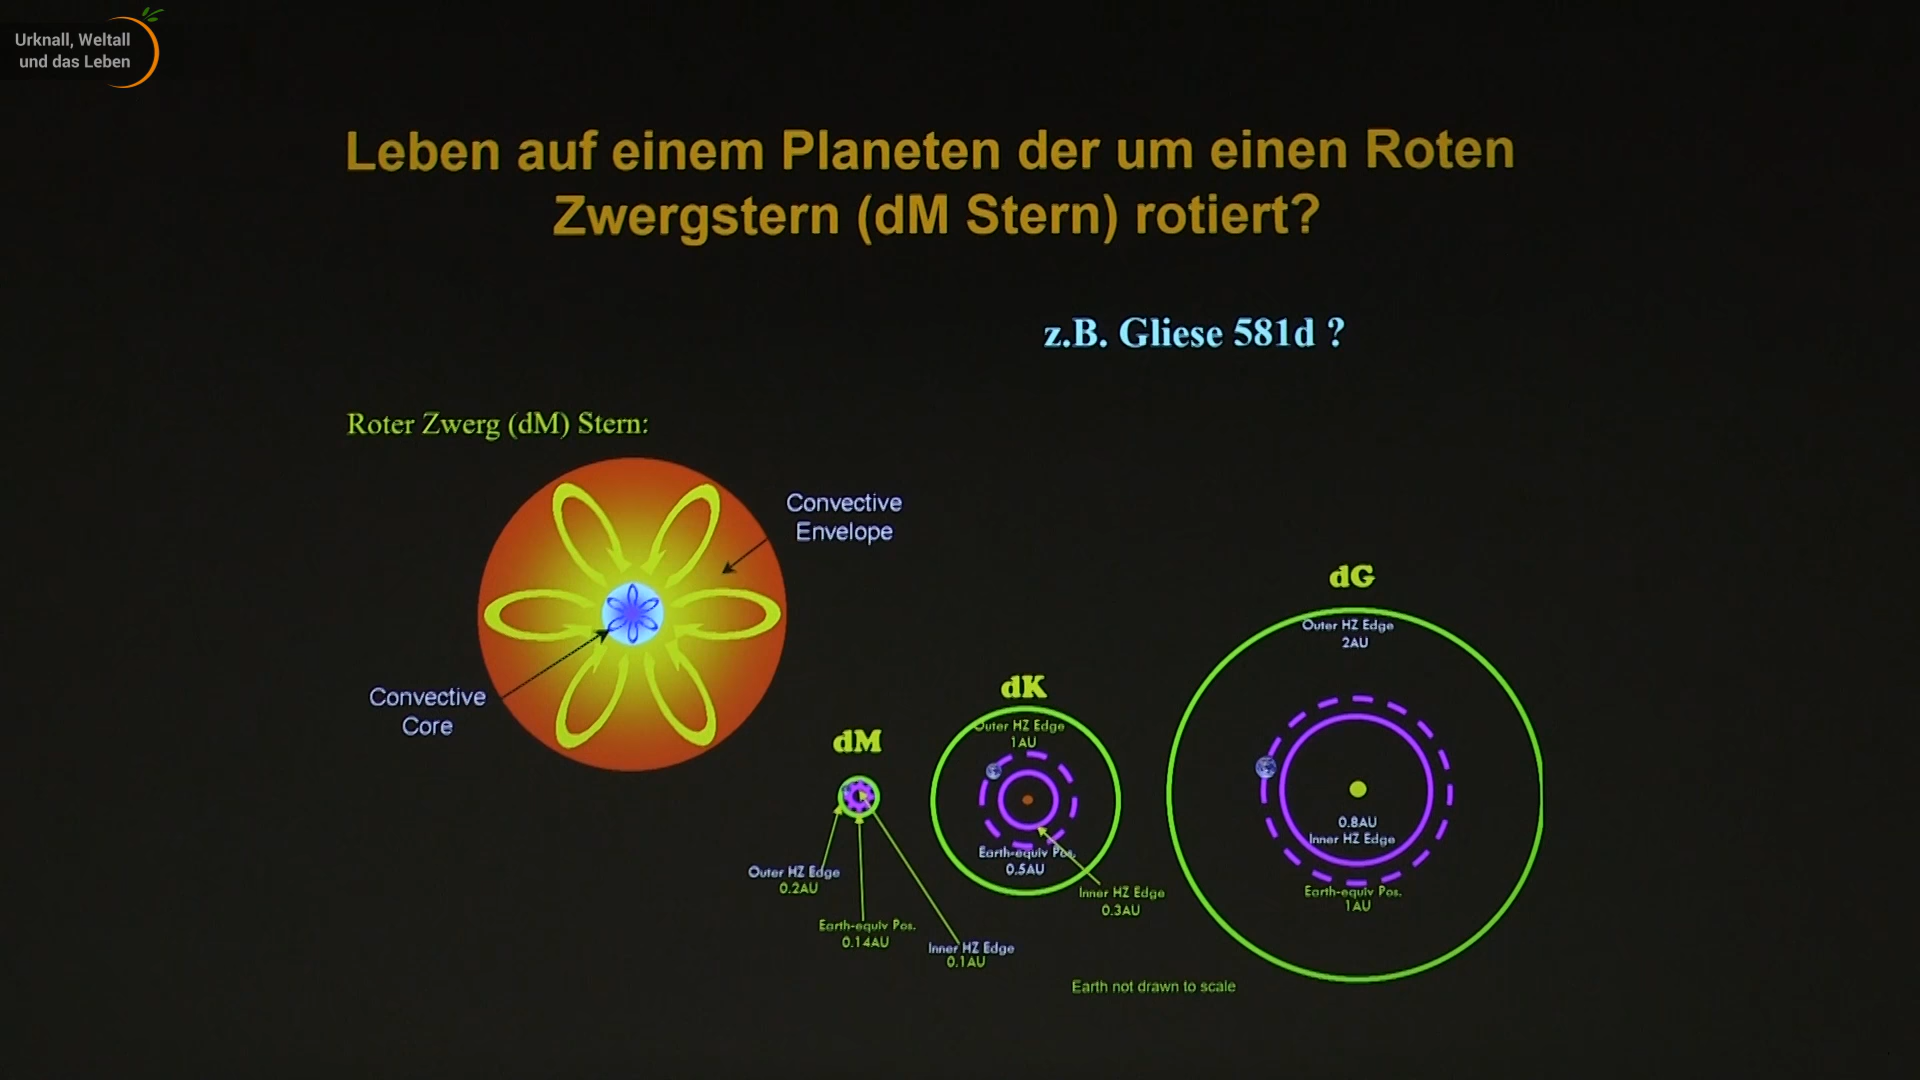 Urknall, Weltall
und das Leben
Leben auf einem Planeten der um einen Roten
Zwergstern (dM Stern) rotiert?
z.B. Gliese 581d ?
Roter Zwerg (dM) Stern:
Convective
Envelope
Convective
Core
dM
Outer HZ Edge
0.2AU
Earth-equiv Pos.
0.14AU
Inner HZ Edge
0.1AU
dK
Outer HZ Edge
1AU
Earth-equiv Pos.
0.5AU
Inner HZ Edge
0.3AU
dG
Outer HZ Edge
2AU
0.8AU
Inner HZ Edge
Earth-equiv Pos.
1AU
Earth not drawn to scale